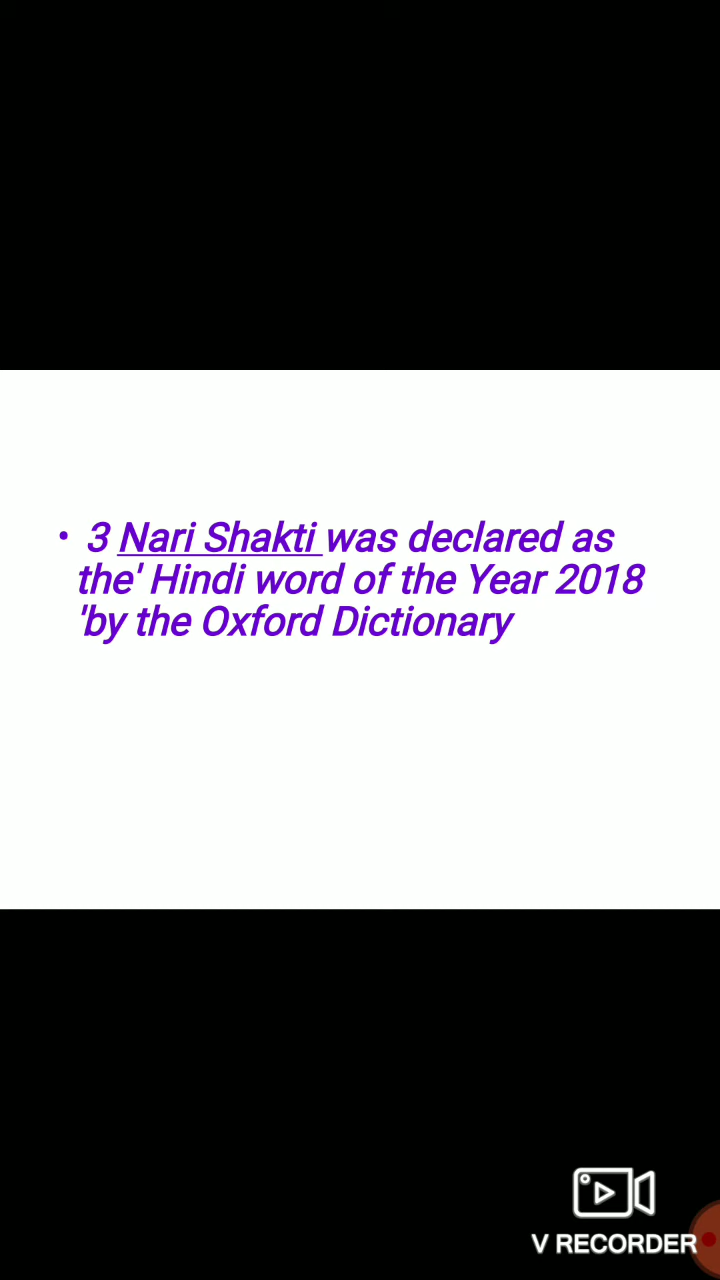 • 3 Nari Shakti was declared as
the' Hindi word of the Year 2018
'by the Oxford Dictionary
V RECORDER